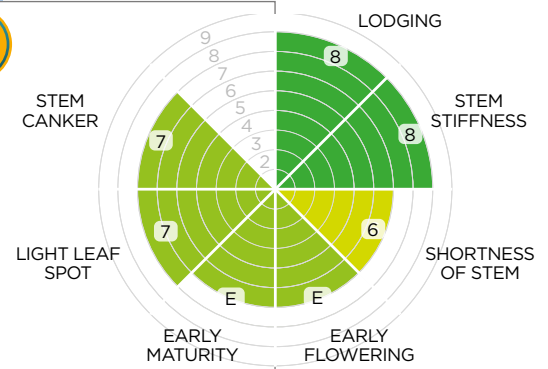 LODGING
9
8
8
7
6
5
4
3
2
STEM
CANKER
7
STEM
STIFFNESS
8
7
6
LIGHT LEAF
SPOT
SHORTNESS
OF STEM
E
E
EARLY
MATURITY
EARLY
FLOWERING